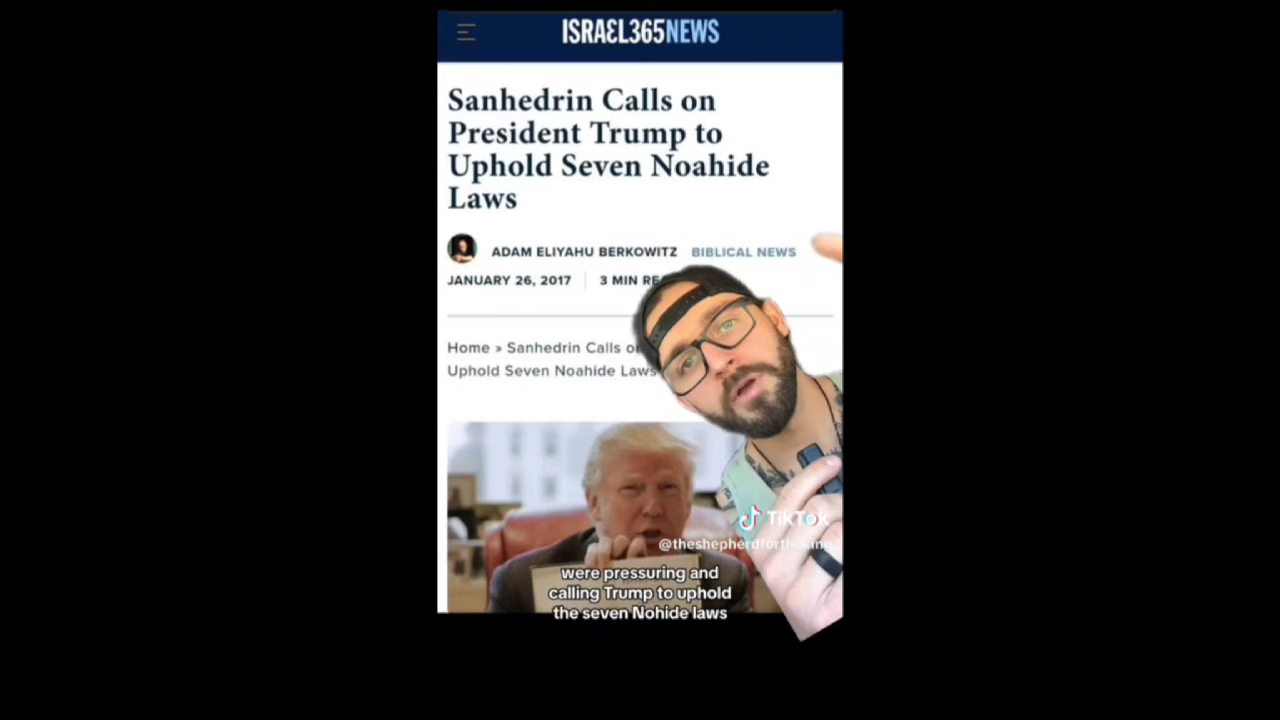 ISRAEL365NEWS
Sanhedrin Calls on
President Trump to
Uphold Seven Noahide
Laws
ADAM ELIYAHU BERKOWITZ BIBLICAL NEWS
JANUARY 26, 2017 3 MIN
Home » Sanhedrin Calls
Uphold Seven Noahide Laws
TikTok
@theshepherdfortheking
were pressuring and
calling Trump to uphold
the seven Nohide laws